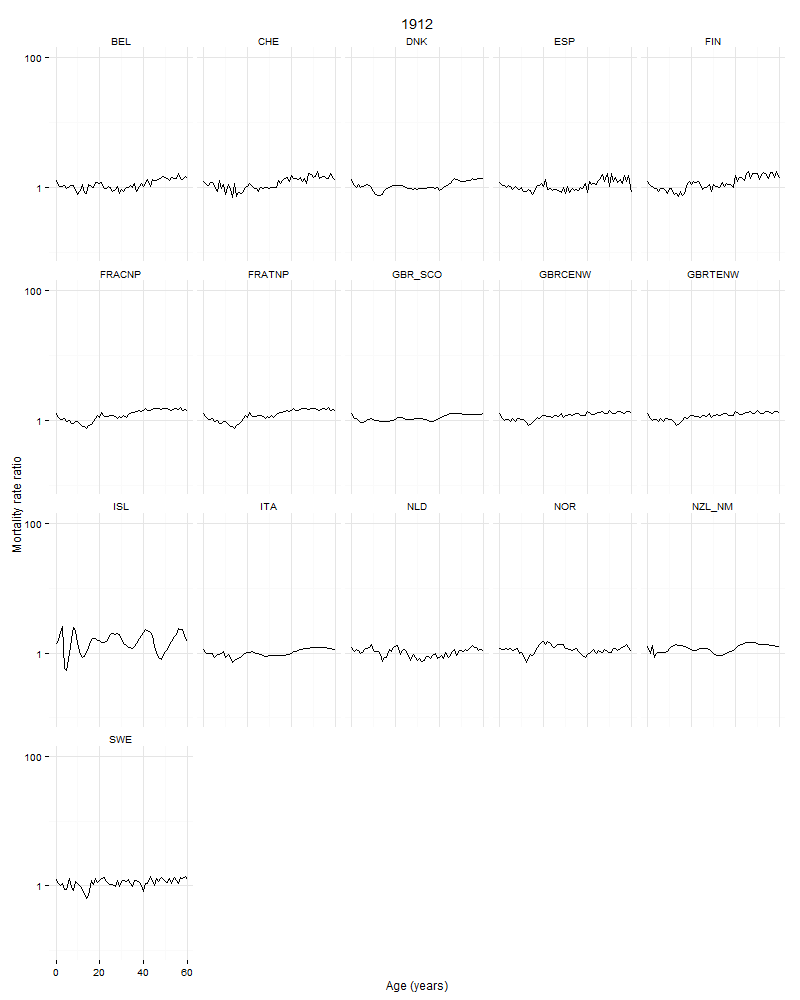 1912
BEL CHE DNK ESP FIN
100
1
FRACNP FRATNP GBR_SCO GBRCENW GBRTENW
100
1
Mortality rate ratio
ISL ITA NLD NOR NZL_NM
100
1
SWE
100
1
0 20 40 60
Age (years)